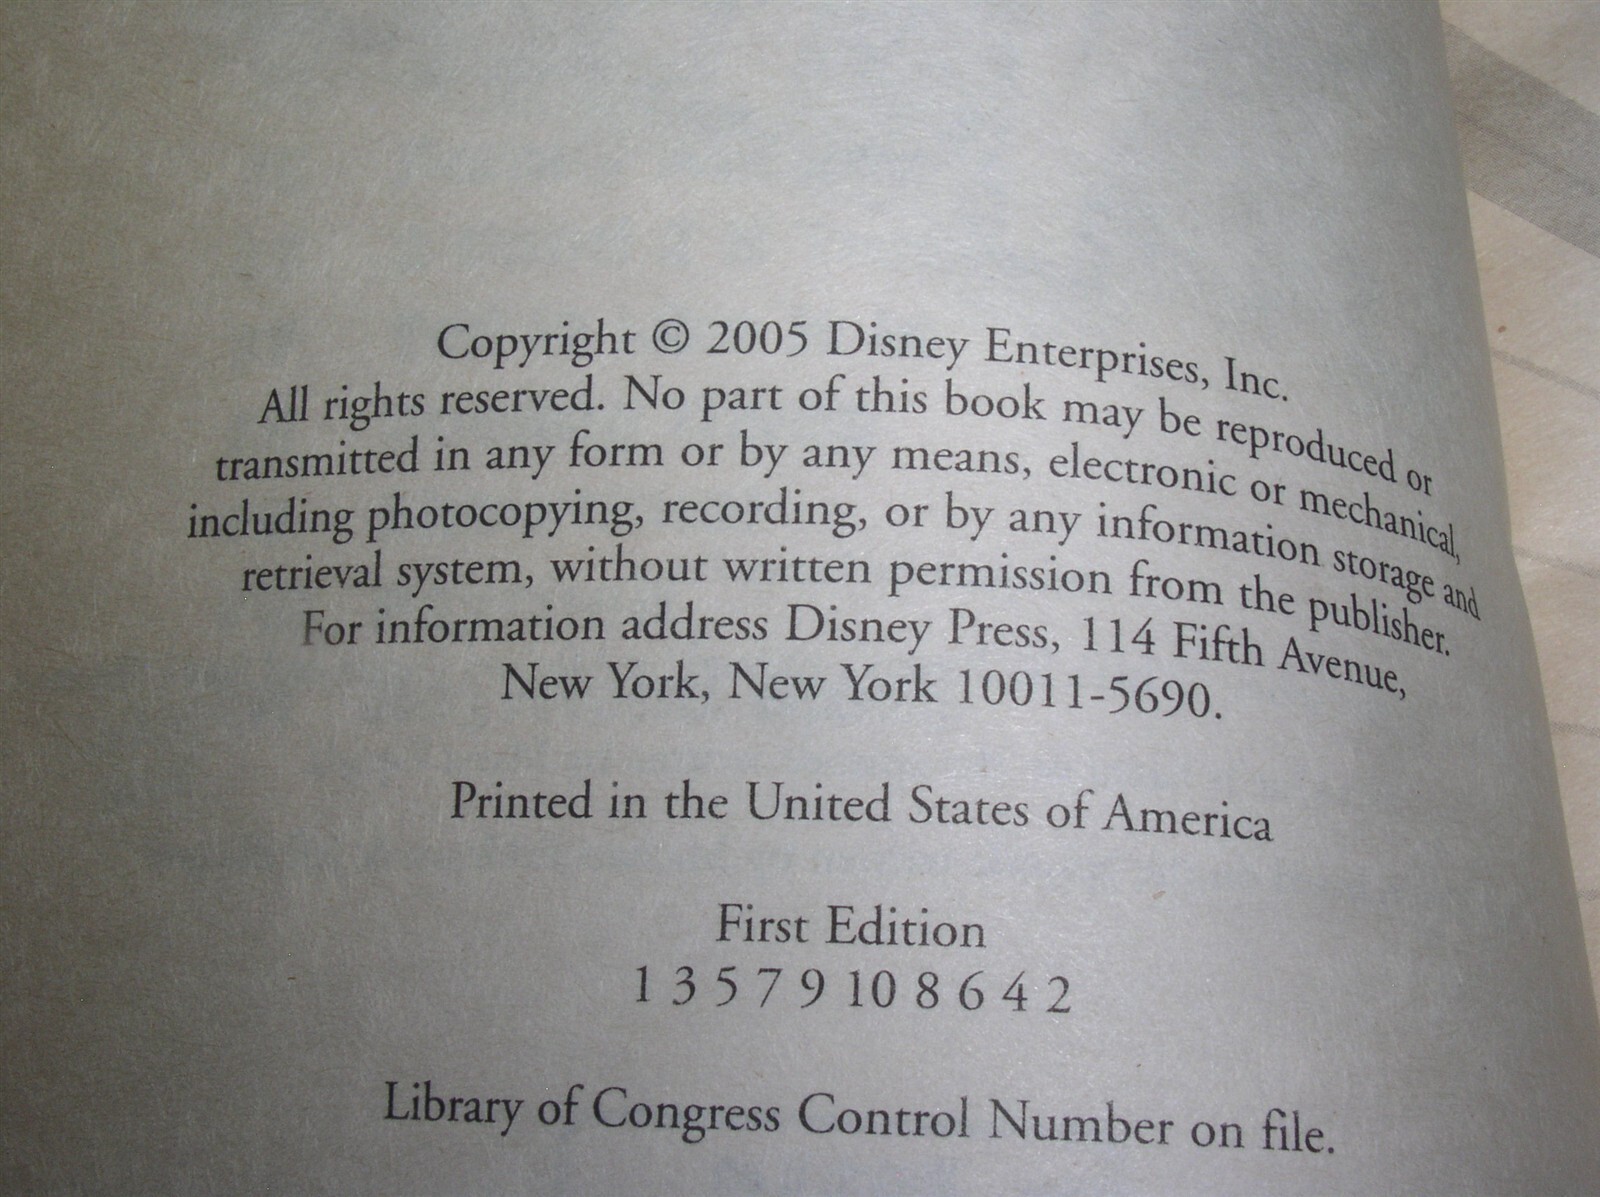 Copyright © 2005 Disney Enterprises, Inc.
All rights reserved. No part of this book may be reproduced or
transmitted in any form or by any means, electronic or mechanical,
including photocopying, recording, or by any information storage and
retrieval system, without written permission from the publisher.
For information address Disney Press, 114 Fifth Avenue,
New York, New York 10011-5690.
Printed in the United States of America
First Edition
1 3 5 7 9 10 8 6 4 2
Library of Congress Control Number on file.